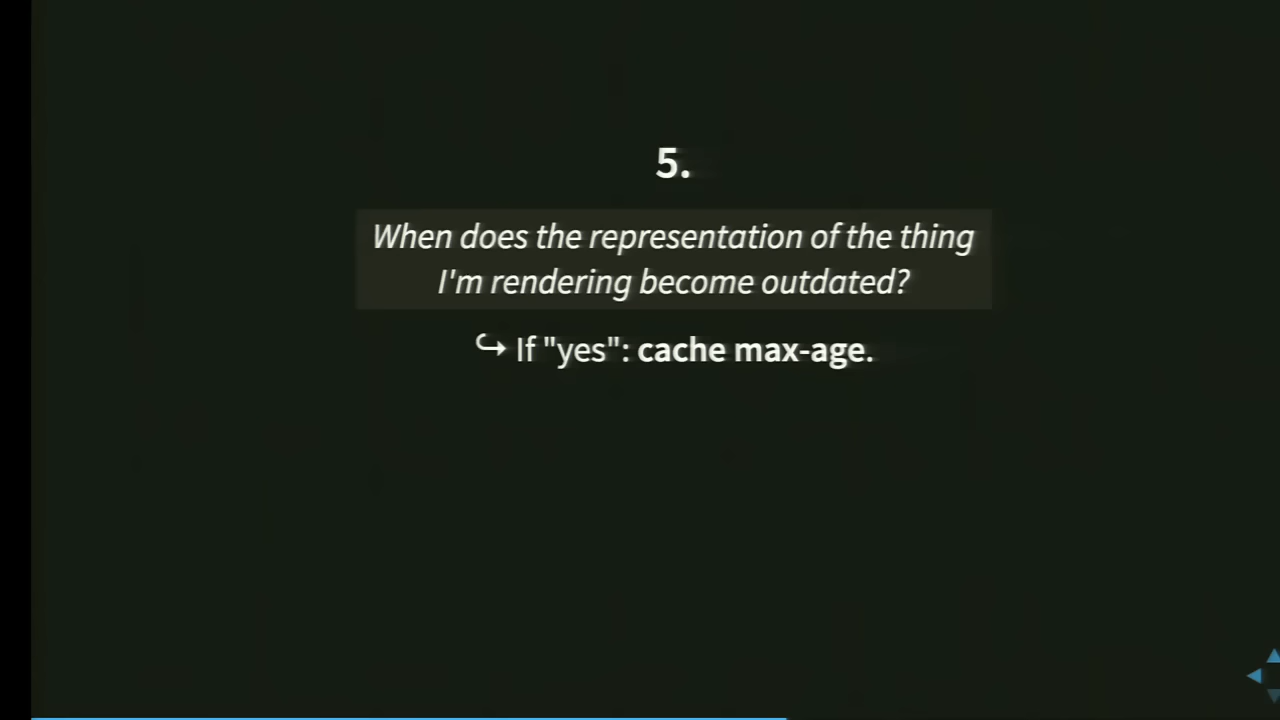 5.
When does the representation of the thing
I'm rendering become outdated?
↪ If "yes": cache max-age.